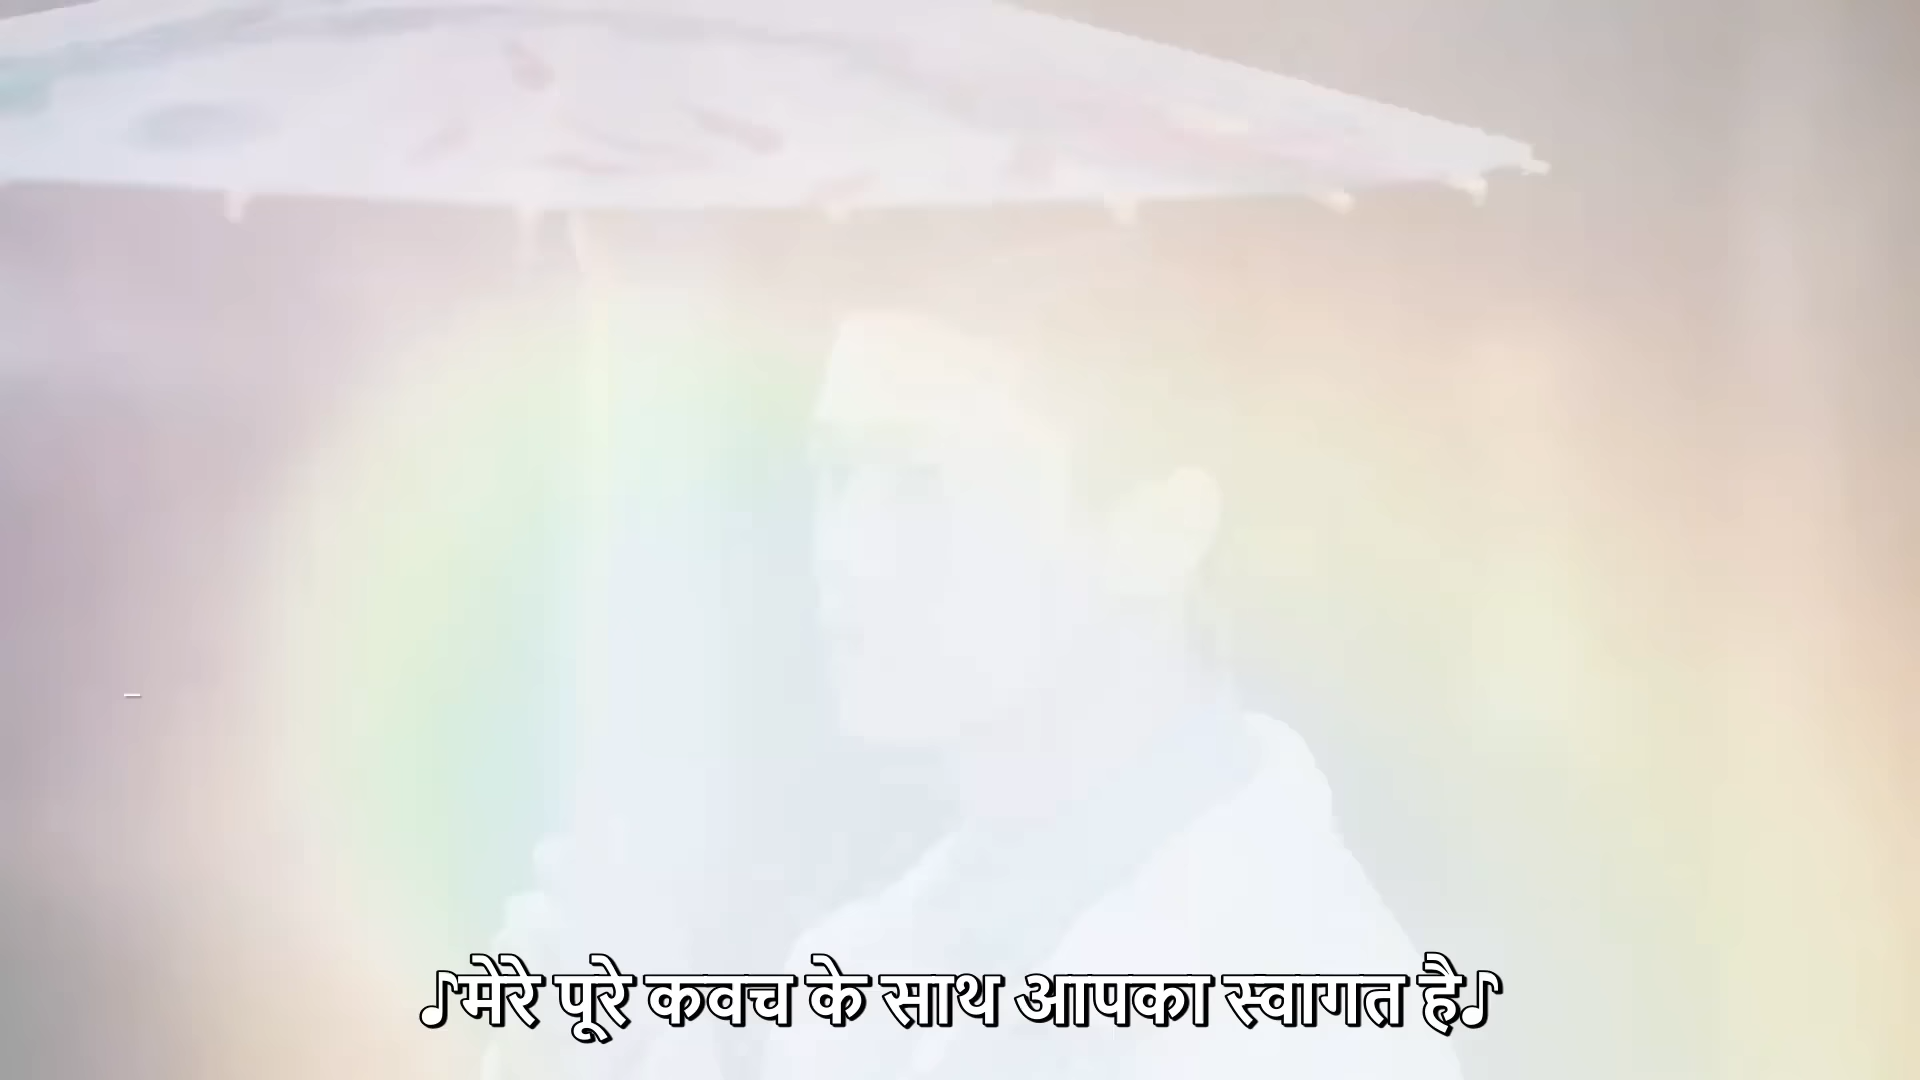 ♪मेरे पूरे कवच के साथ आपका स्वागत है♪